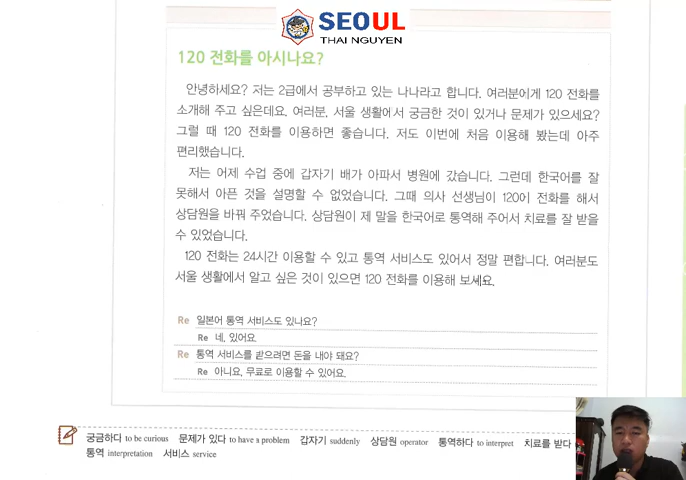 SEOUL
THAI NGUYEN
120 전화를 아시나요?
안녕하세요? 저는 2급에서 공부하고 있는 나나라고 합니다. 여러분에게 120 전화를
소개해 주고 싶은데요. 여러분, 서울 생활에서 궁금한 것이 있거나 문제가 있으세요?
그럴 때 120 전화를 이용하면 좋습니다. 저도 이번에 처음 이용해 봤는데 아주
편리했습니다.
저는 어제 수업 중에 갑자기 배가 아파서 병원에 갔습니다. 그런데 한국어를 잘
못해서 아픈 것을 설명할 수 없었습니다. 그때 의사 선생님이 120에 전화를 해서
상담원을 바꿔 주었습니다. 상담원이 제 말을 한국어로 통역해 주어서 치료를 잘 받을
수 있었습니다.
120 전화는 24시간 이용할 수 있고 통역 서비스도 있어서 정말 편합니다. 여러분도
서울 생활에서 알고 싶은 것이 있으면 120 전화를 이용해 보세요.
Re 일본어 통역 서비스도 있나요?
Re 네, 있어요.
Re 통역 서비스를 받으려면 돈을 내야 돼요?
Re 아니요, 무료로 이용할 수 있어요.
궁금하다 to be curious 문제가 있다 to have a problem 갑자기 suddenly 상담원 operator 통역하다 to interpret 치료를 받다
통역 interpretation 서비스 service